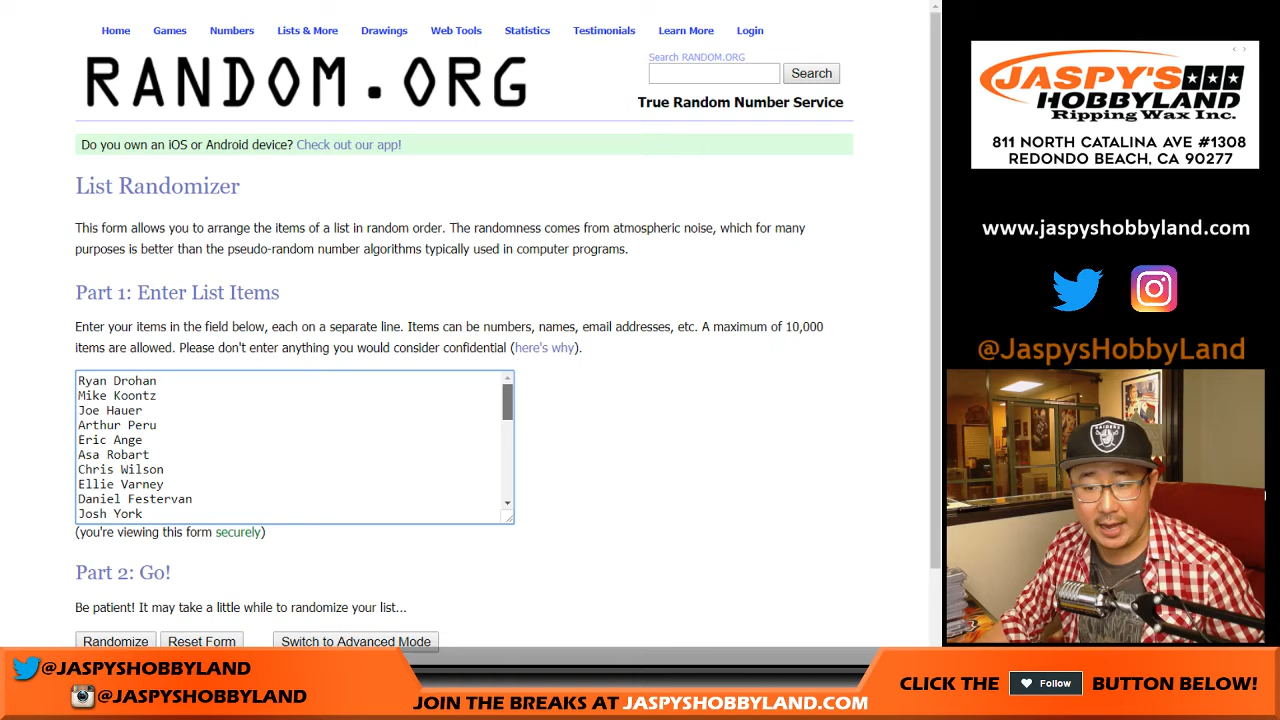 Home Games Numbers Lists & More Drawings Web Tools Statistics Testimonials Learn More Login
RANDOM.ORG
Search RANDOM.ORG
Search
True Random Number Service
Do you own an iOS or Android device? Check out our app!
List Randomizer
This form allows you to arrange the items of a list in random order. The randomness comes from atmospheric noise, which for many
purposes is better than the pseudo-random number algorithms typically used in computer programs.
Part 1: Enter List Items
Enter your items in the field below, each on a separate line. Items can be numbers, names, email addresses, etc. A maximum of 10,000
items are allowed. Please don't enter anything you would consider confidential (here's why).
Ryan Drohan
Mike Koontz
Joe Hauer
Arthur Peru
Eric Ange
Asa Robart
Chris Wilson
Ellie Varney
Daniel Festervan
Josh York
(you're viewing this form securely)
Part 2: Go!
Be patient! It may take a little while to randomize your list...
Randomize Reset Form Switch to Advanced Mode
JASPY'S
HOBBYLAND
Ripping Wax Inc.
811 NORTH CATALINA AVE #1308
REDONDO BEACH, CA 90277
www.jaspyshobbyland.com
@JaspysHobbyLand
RAIDERS
@JASPYSHOBBYLAND
@JASPYSHOBBYLAND
JOIN THE BREAKS AT JASPYSHOBBYLAND.COM
CLICK THE Follow BUTTON BELOW!